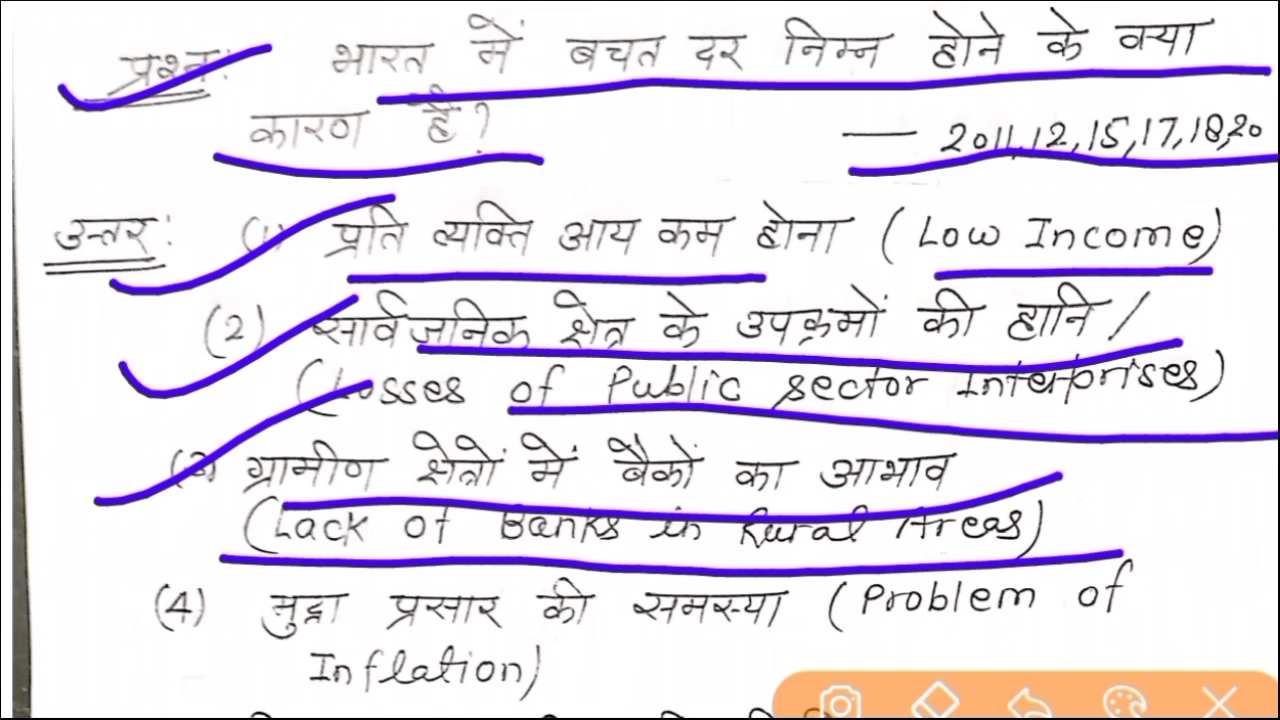 प्रश्न: भारत में बचत दर निम्न होने के क्या
कारण है?
— 2011,12,15,17,18,20
उत्तर: (1) प्रति व्यक्ति आय कम होना (Low Income)
(2) सार्वजनिक क्षेत्र के उपक्रमों की हानि /
(Losses of Public sector Interprises)
(3) ग्रामीण क्षेत्रों में बैंकों का आभाव
(Lack of Banks in Rural Areas)
(4) मुद्रा प्रसार की समस्या (Problem of
Inflation)